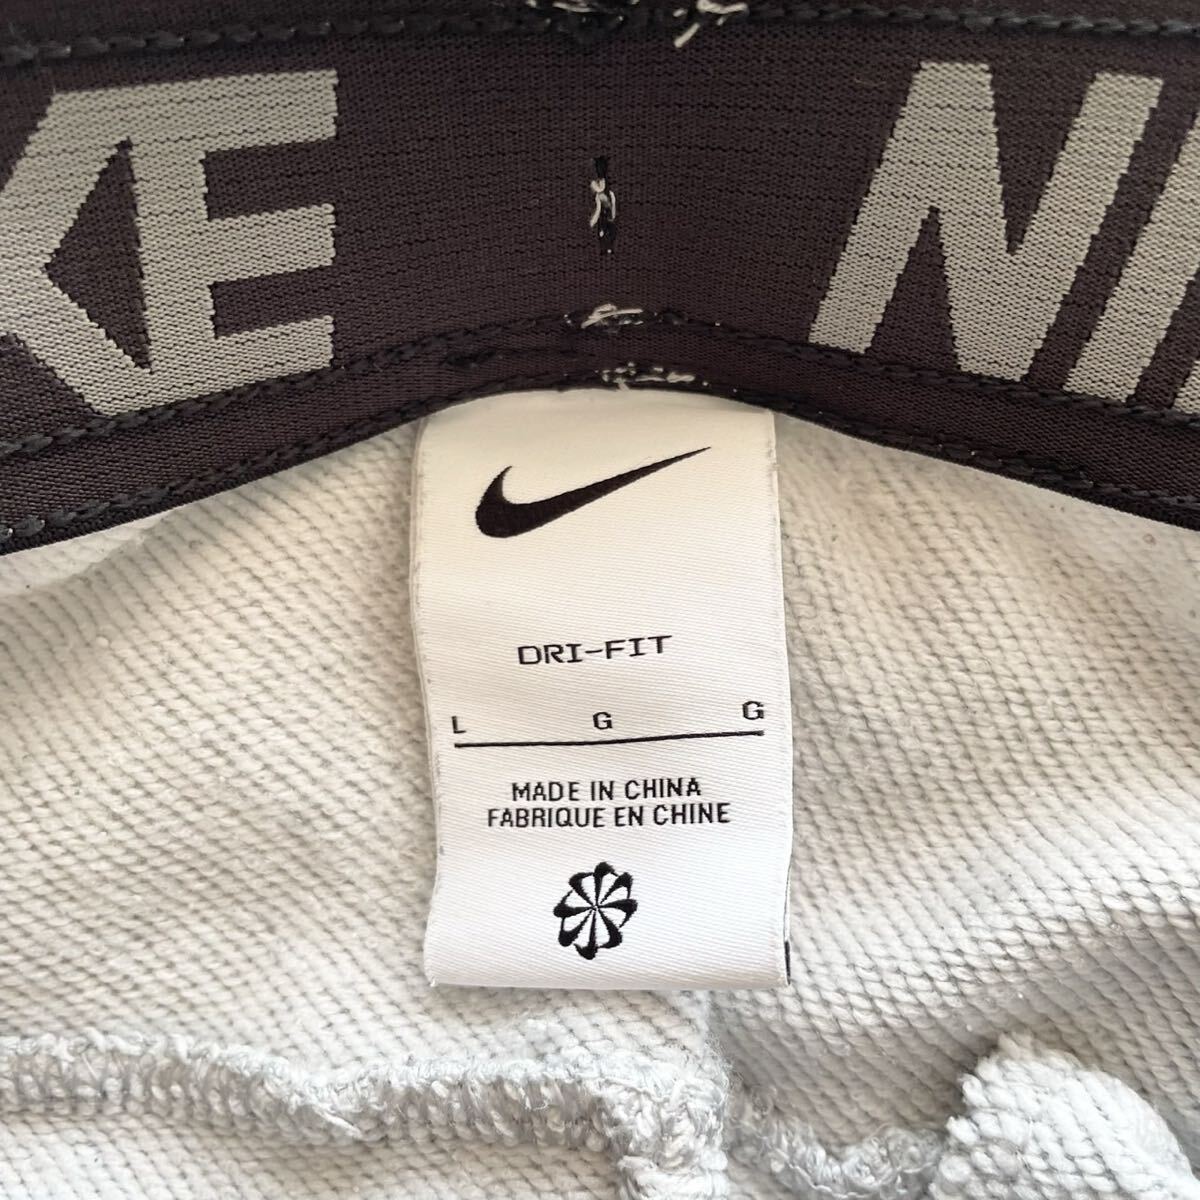 KE NI
DRI-FIT
L G G
MADE IN CHINA
FABRIQUE EN CHINE